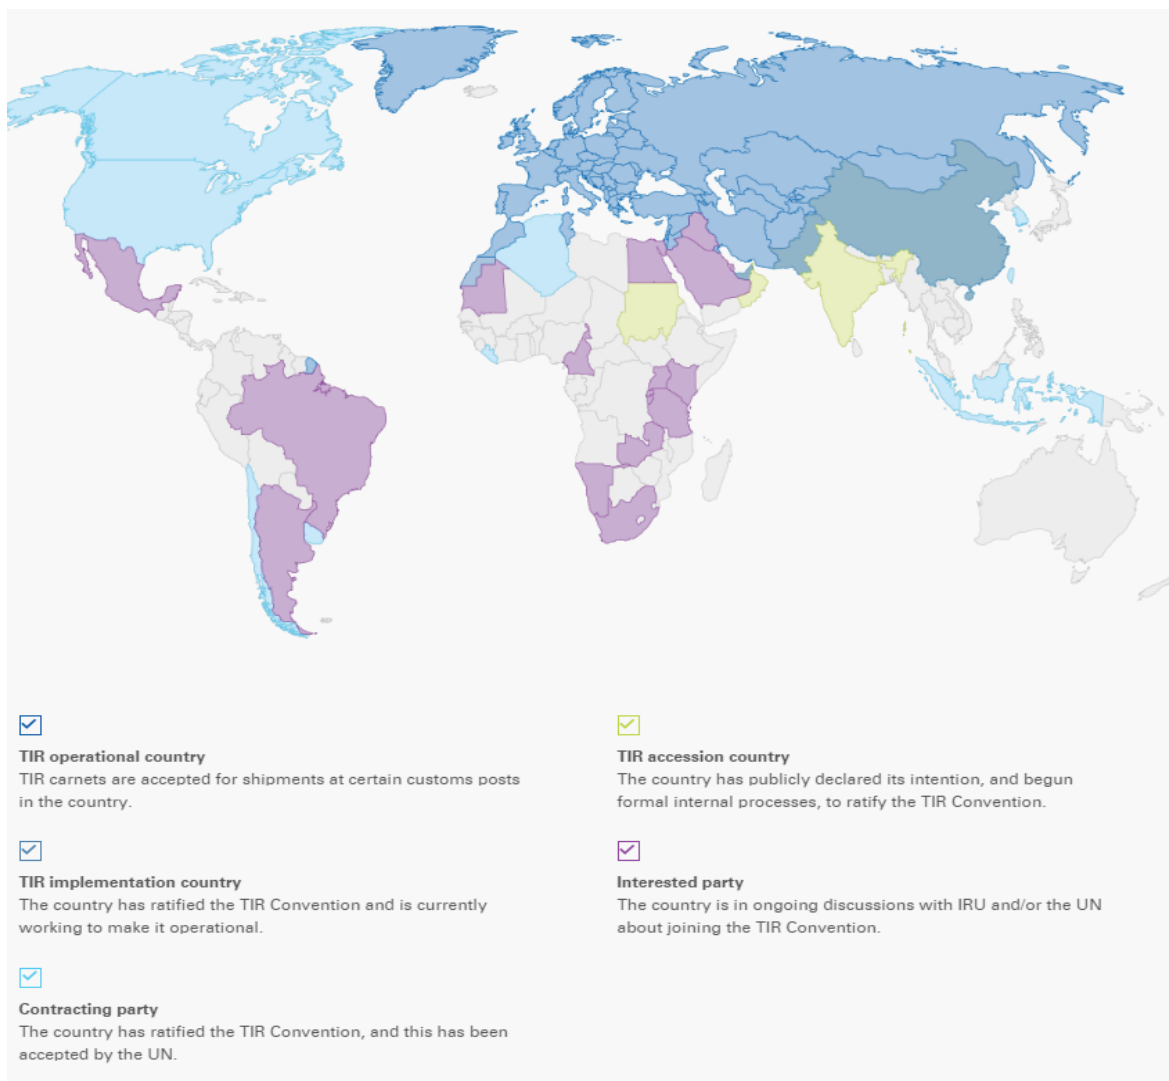 TIR operational country
TIR carnets are accepted for shipments at certain customs posts
in the country.
TIR implementation country
The country has ratified the TIR Convention and is currently
working to make it operational.
Contracting party
The country has ratified the TIR Convention, and this has been
accepted by the UN.
TIR accession country
The country has publicly declared its intention, and begun
formal internal processes, to ratify the TIR Convention.
Interested party
The country is in ongoing discussions with IRU and/or the UN
about joining the TIR Convention.